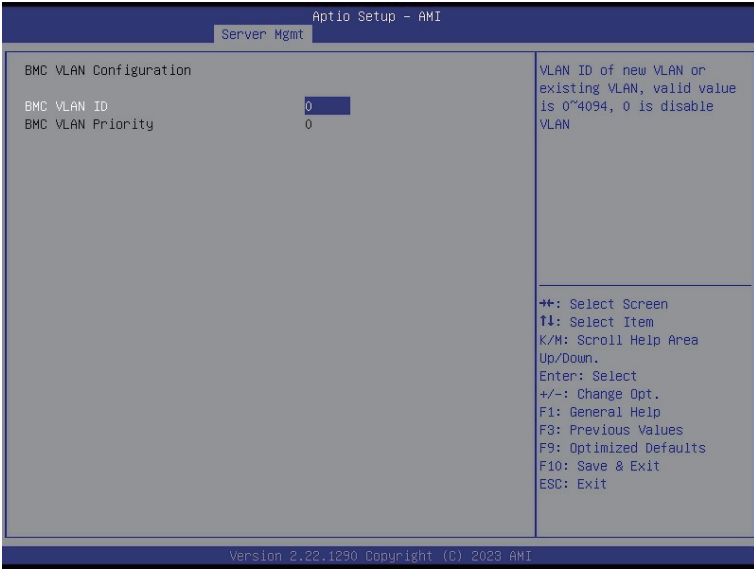 Aptio Setup – AMI
Server Mgmt
BMC VLAN Configuration
BMC VLAN ID 0
BMC VLAN Priority 0
VLAN ID of new VLAN or
existing VLAN, valid value
is 0~4094, 0 is disable
VLAN
→←: Select Screen
↑↓: Select Item
K/M: Scroll Help Area
Up/Down.
Enter: Select
+/-: Change Opt.
F1: General Help
F3: Previous Values
F9: Optimized Defaults
F10: Save & Exit
ESC: Exit
Version 2.22.1290 Copyright (C) 2023 AMI